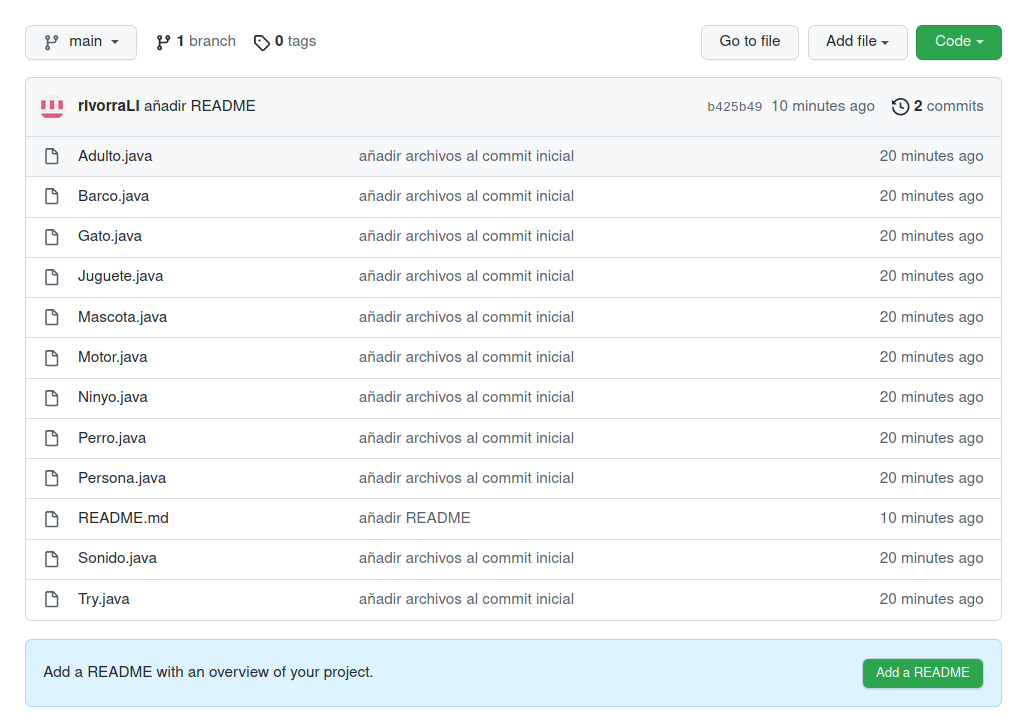 main 1 branch 0 tags Go to file Add file Code
rIvorraLl añadir README b425b49 10 minutes ago 2 commits
Adulto.java añadir archivos al commit inicial 20 minutes ago
Barco.java añadir archivos al commit inicial 20 minutes ago
Gato.java añadir archivos al commit inicial 20 minutes ago
Juguete.java añadir archivos al commit inicial 20 minutes ago
Mascota.java añadir archivos al commit inicial 20 minutes ago
Motor.java añadir archivos al commit inicial 20 minutes ago
Ninyo.java añadir archivos al commit inicial 20 minutes ago
Perro.java añadir archivos al commit inicial 20 minutes ago
Persona.java añadir archivos al commit inicial 20 minutes ago
README.md añadir README 10 minutes ago
Sonido.java añadir archivos al commit inicial 20 minutes ago
Try.java añadir archivos al commit inicial 20 minutes ago
Add a README with an overview of your project. Add a README